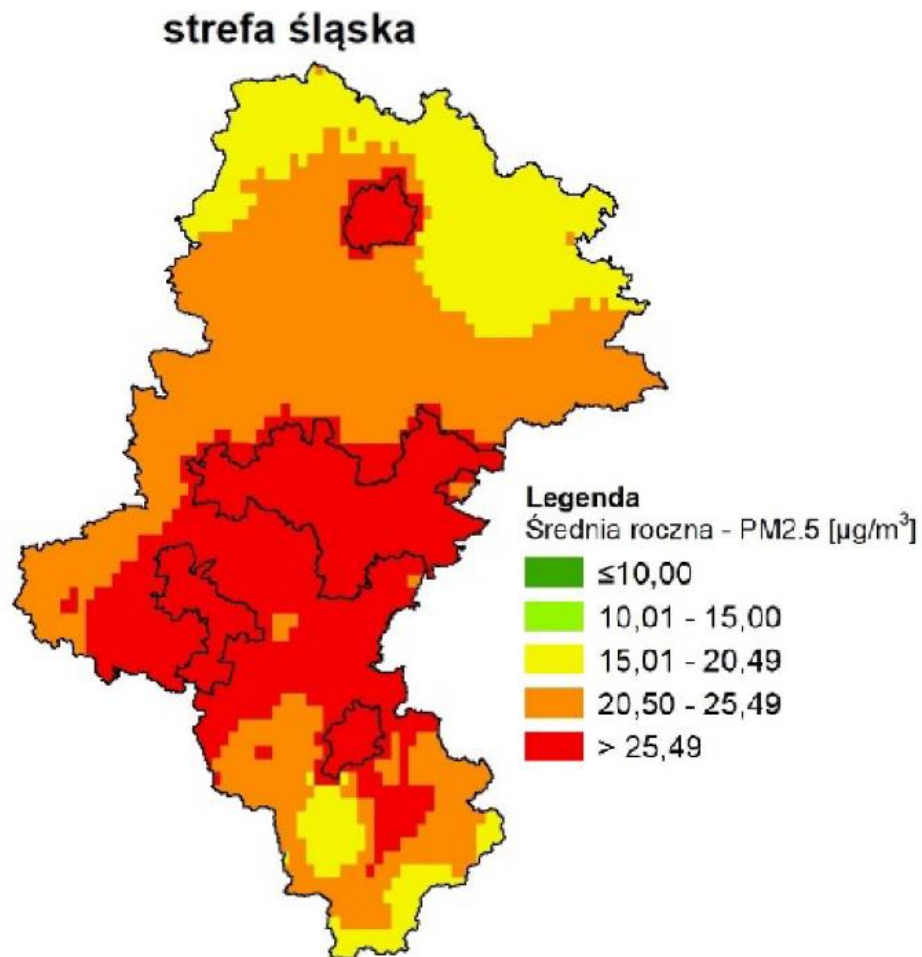 strefa śląska
Legenda
Średnia roczna - PM2.5 [µg/m³]
≤10,00
10,01 - 15,00
15,01 - 20,49
20,50 - 25,49
> 25,49